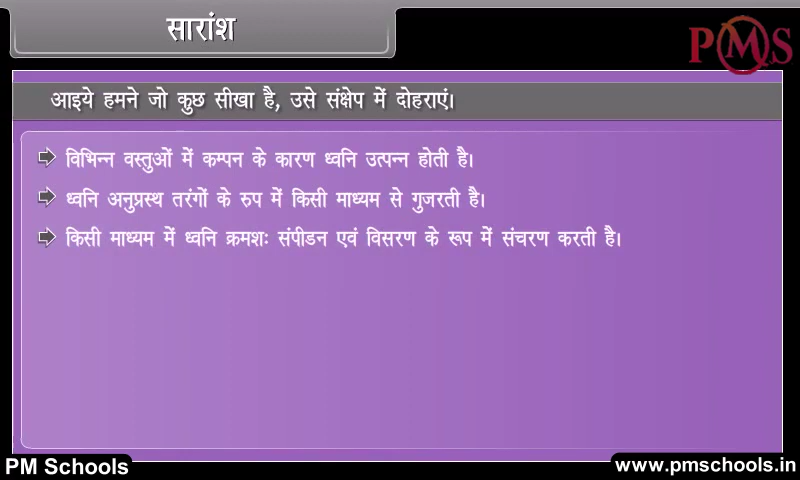 सारांश
PMS
आइये हमने जो कुछ सीखा है, उसे संक्षेप में दोहराएं।
विभिन्न वस्तुओं में कम्पन के कारण ध्वनि उत्पन्न होती है।
ध्वनि अनुप्रस्थ तरंगों के रुप में किसी माध्यम से गुजरती है।
किसी माध्यम में ध्वनि क्रमशः संपीडन एवं विसरण के रूप में संचरण करती है।
PM Schools
www.pmschools.in